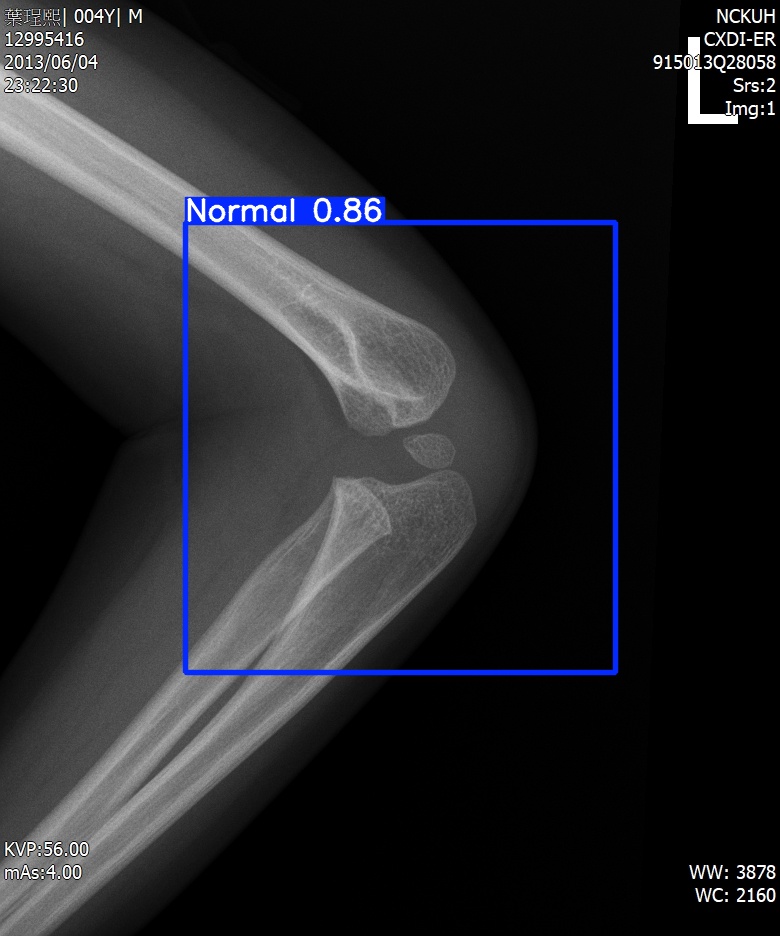 葉珵熙| 004Y| M
12995416
2013/06/04
23:22:30
NCKUH
CXDI-ER
915013Q28058
Srs:2
Img:1
L
Normal 0.86
KVP:56.00
mAs:4.00
WW: 3878
WC: 2160